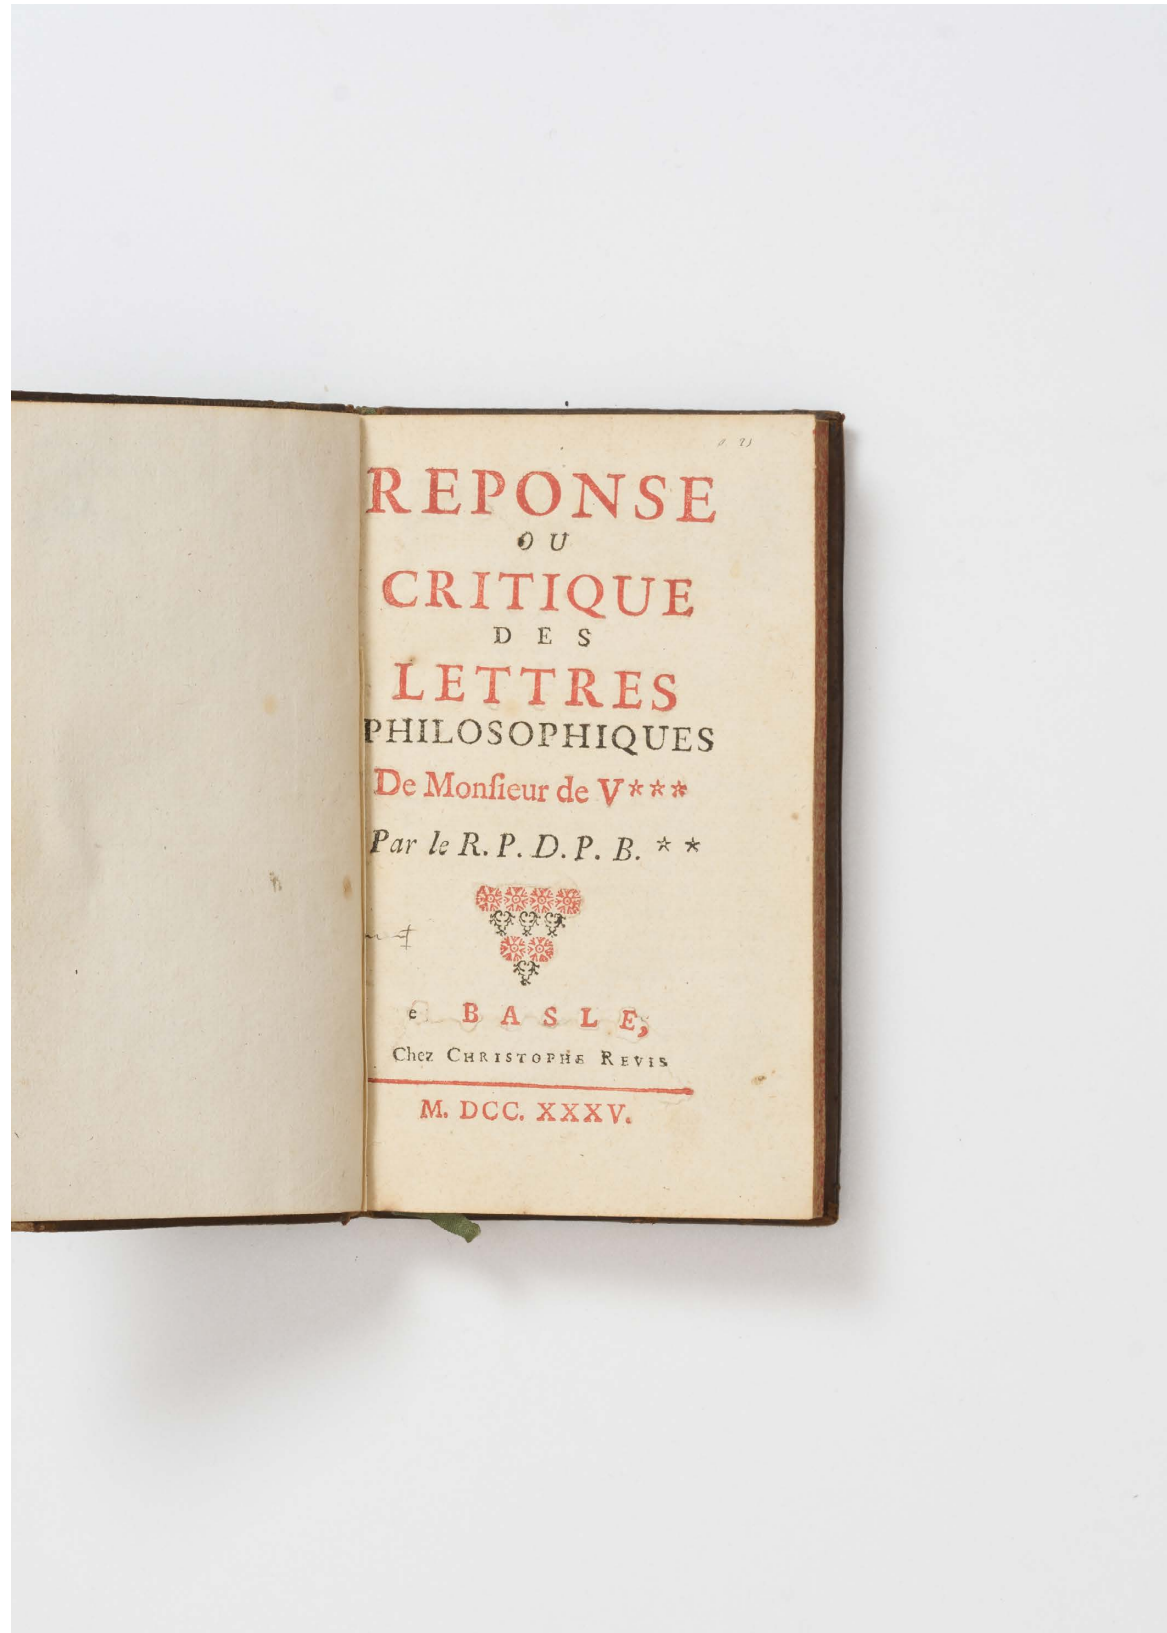 REPONSE
OU
CRITIQUE
DES
LETTRES
PHILOSOPHIQUES
De Monſieur de V***
Par le R. P. D. P. B. **
e BASLE,
Chez CHRISTOPHE REVIS
M. DCC. XXXV.